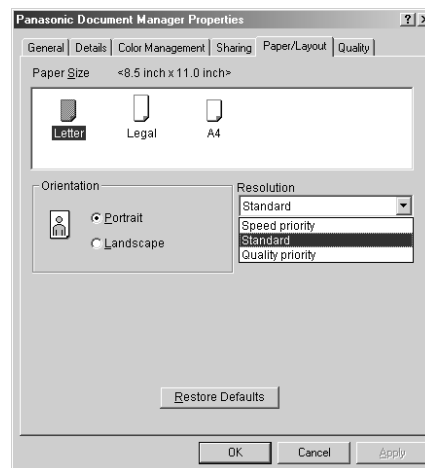 Panasonic Document Manager Properties
General Details Color Management Sharing Paper/Layout Quality
Paper Size <8.5 inch x 11.0 inch>
Letter Legal A4
Orientation
Portrait
Landscape
Resolution
Standard
Speed priority
Standard
Quality priority
Restore Defaults
OK Cancel Apply